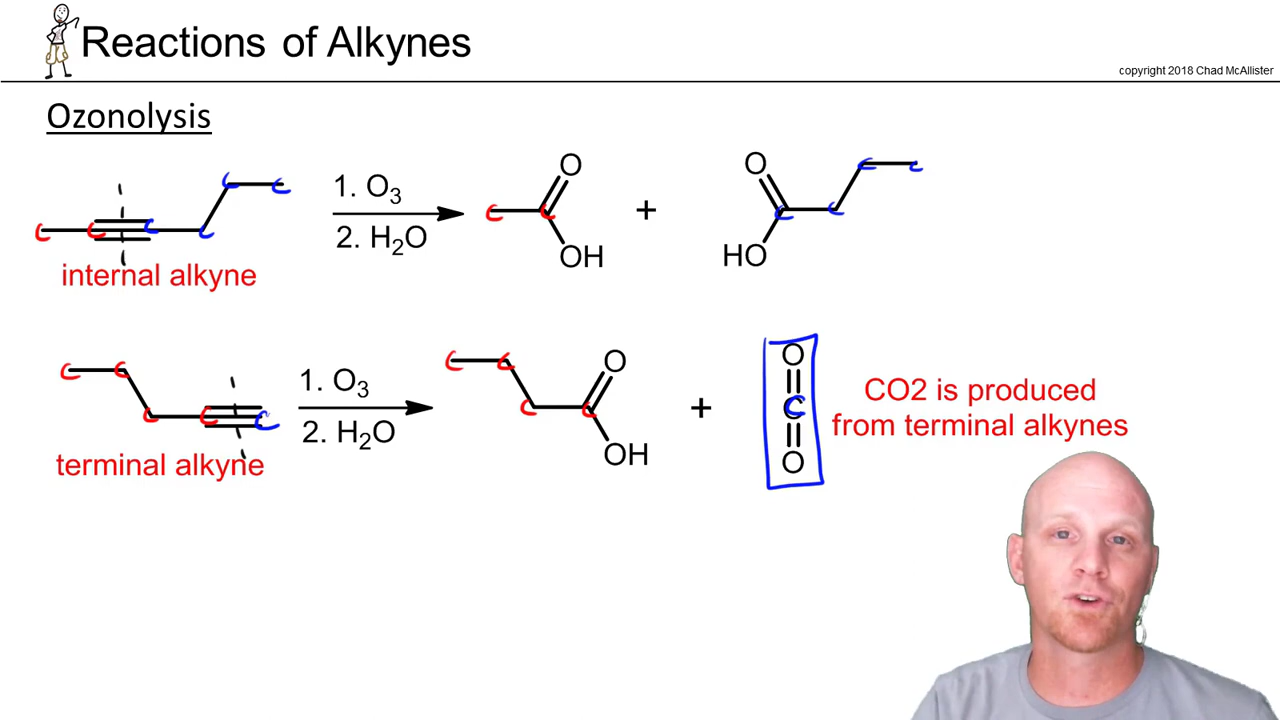 Reactions of Alkynes
copyright 2018 Chad McAllister
Ozonolysis
C C C C C C
1. O₃
2. H₂O
C C O OH
+
O HO C C C C
internal alkyne
C C C C C
1. O₃
2. H₂O
C C C C O OH
+
O
C
O
CO2 is produced
from terminal alkynes
terminal alkyne